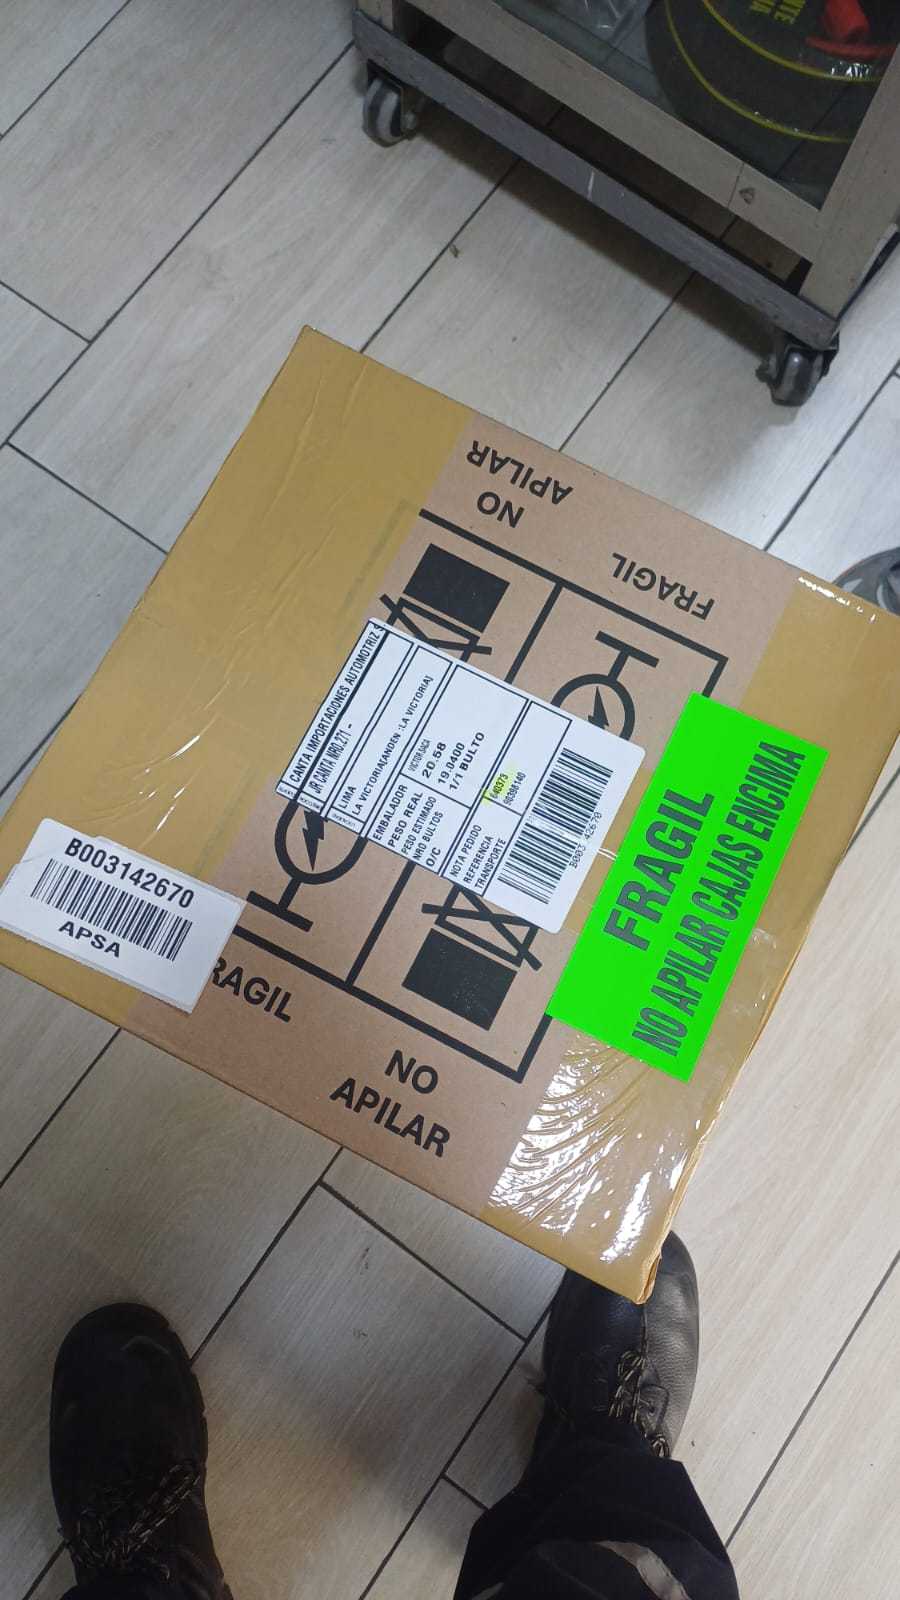 NO
APILAR
FRAGIL
CANTA IMPORTACIONES AUTOMOTRIZ S
JR CANTA NRO.271 -
LIMA
LA VICTORIA[ANDEN :LA VICTORIA]
EMBALADOR
PESO REAL 20.58
PESO ESTIMADO 19.0400
NRO BULTOS 1/1 BULTO
O/C
NOTA PEDIDO
REFERENCIA
TRANSPORTE
FRAGIL
NO APILAR CAJAS ENCIMA
B003142670
APSA
RAGIL
NO
APILAR